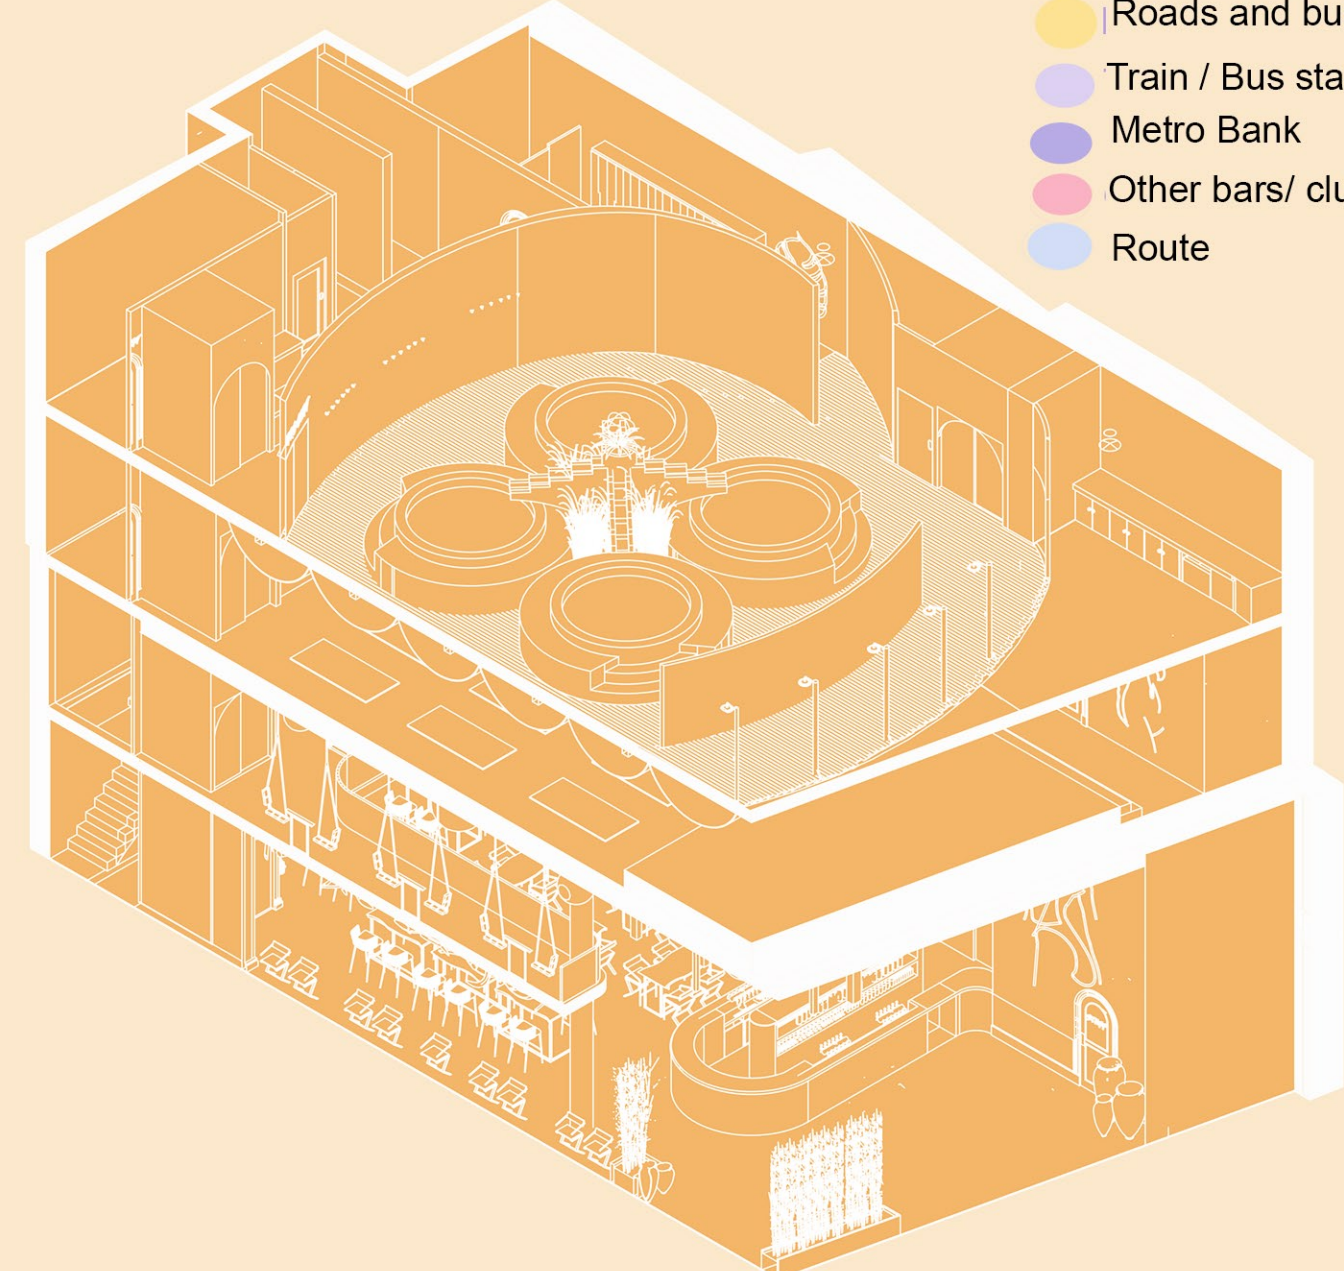 Roads and bu
Train / Bus sta
Metro Bank
Other bars/ clu
Route